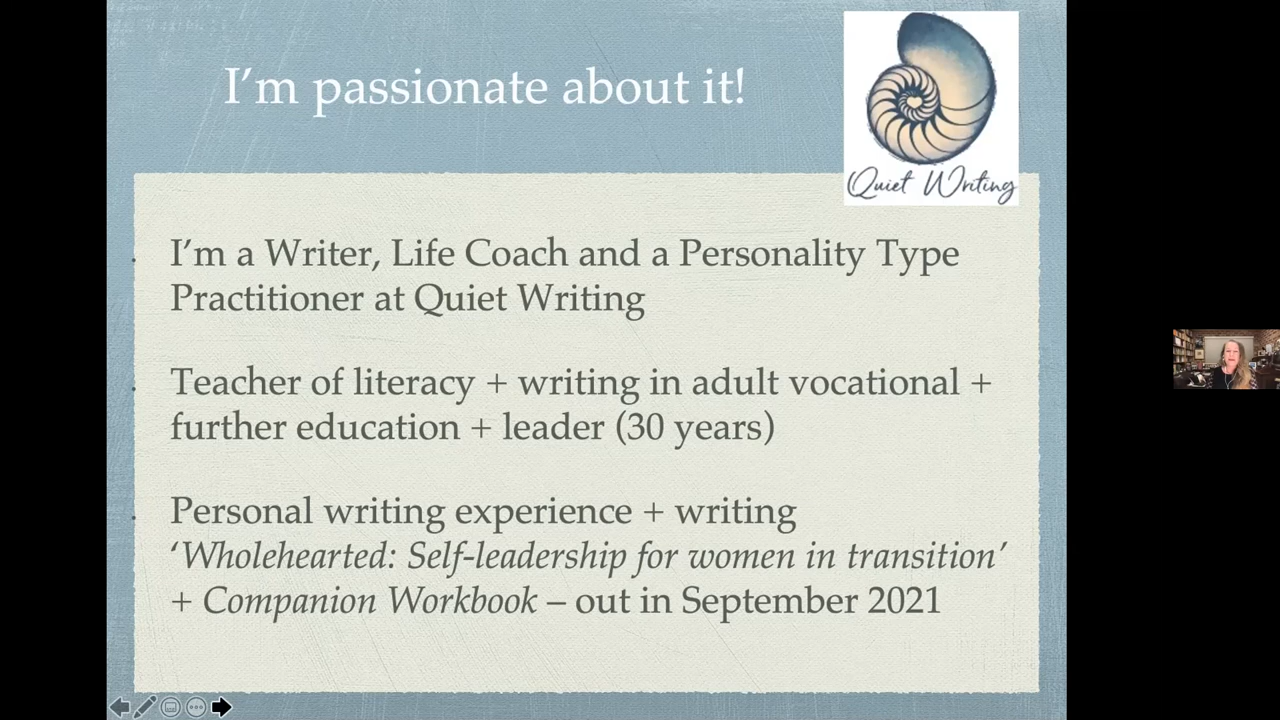 I'm passionate about it!
Quiet Writing
I'm a Writer, Life Coach and a Personality Type
Practitioner at Quiet Writing
Teacher of literacy + writing in adult vocational +
further education + leader (30 years)
Personal writing experience + writing
‘Wholehearted: Self-leadership for women in transition’
+ Companion Workbook – out in September 2021